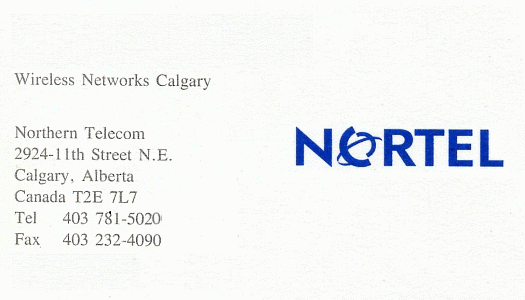 Wireless Networks Calgary
Northern Telecom
2924-11th Street N.E.
Calgary, Alberta
Canada T2E 7L7
Tel 403 781-5020
Fax 403 232-4090
NORTEL